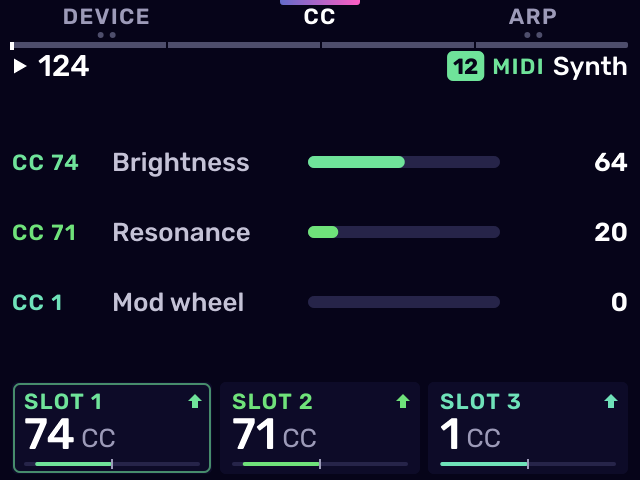 DEVICE CC ARP
124 12 MIDI Synth
CC 74 Brightness 64
CC 71 Resonance 20
CC 1 Mod wheel 0
SLOT 1 SLOT 2 SLOT 3
74 CC 71 CC 1 CC